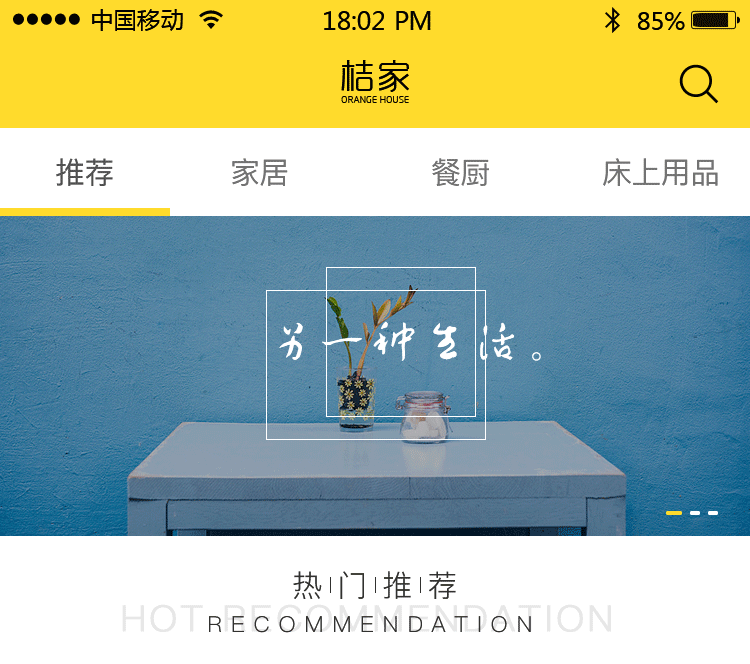 中国移动 18:02 PM 85%
桔家
ORANGE HOUSE
推荐 家居 餐厨 床上用品
另一种生活。
热门推荐
HOT RECOMMENDATION
RECOMMENDATION